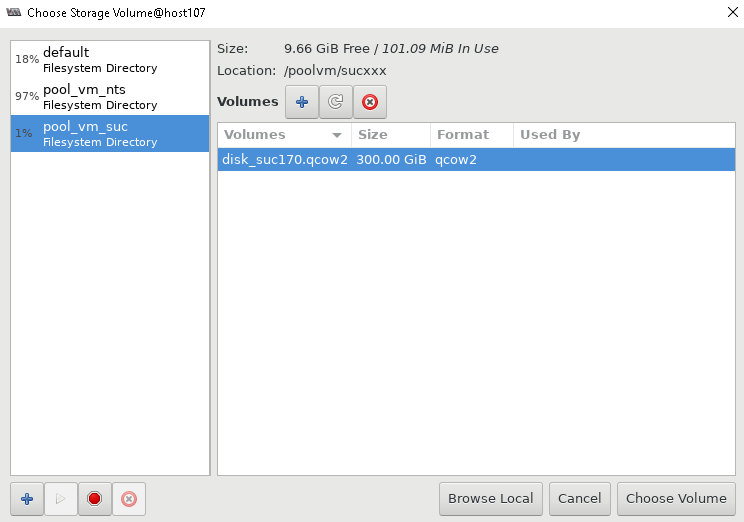 Choose Storage Volume@host107
18%
default
Filesystem Directory
97%
pool_vm_nts
Filesystem Directory
1%
pool_vm_suc
Filesystem Directory
Size: 9.66 GiB Free / 101.09 MiB In Use
Location: /poolvm/sucxxx
Volumes
Volumes Size Format Used By
disk_suc170.qcow2 300.00 GiB qcow2
Browse Local Cancel Choose Volume